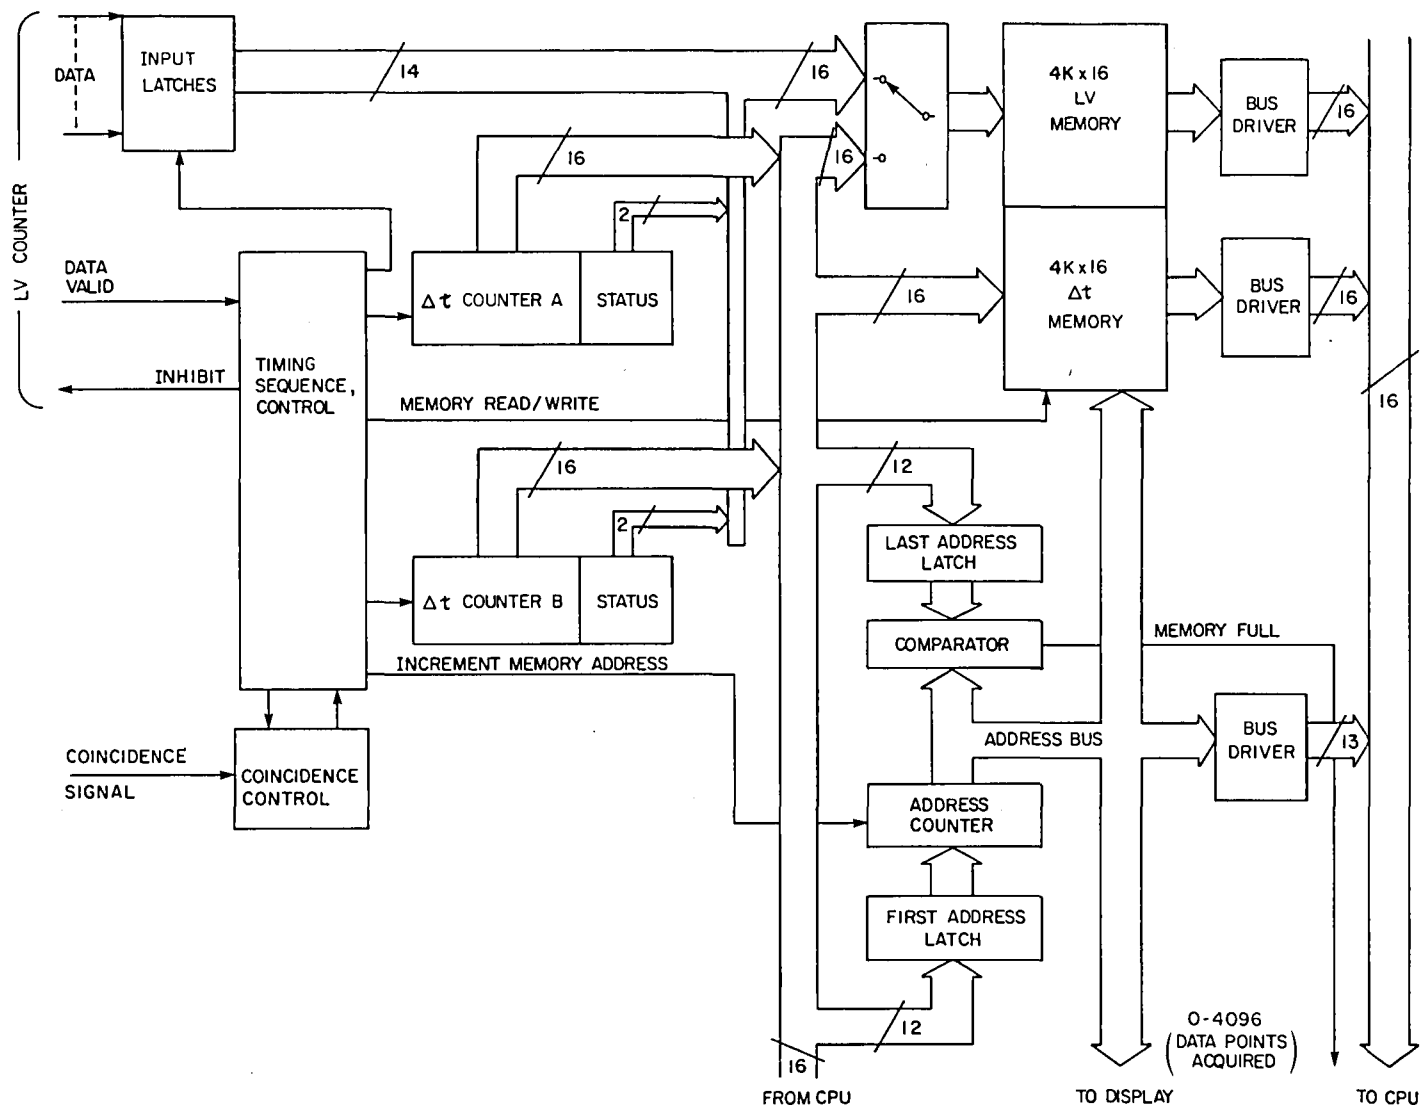 INPUT
LATCHES
DATA
14
16
4K x 16
LV
MEMORY
BUS
DRIVER
16
16
16
2
LV COUNTER
DATA
VALID
Δt COUNTER A
STATUS
16
4K x 16
Δt
MEMORY
BUS
DRIVER
16
INHIBIT
TIMING
SEQUENCE,
CONTROL
MEMORY READ/WRITE
16
16
12
2
LAST ADDRESS
LATCH
Δt COUNTER B
STATUS
COMPARATOR
MEMORY FULL
INCREMENT MEMORY ADDRESS
ADDRESS BUS
BUS
DRIVER
13
COINCIDENCE
SIGNAL
COINCIDENCE
CONTROL
ADDRESS
COUNTER
FIRST ADDRESS
LATCH
12
16
0-4096
(DATA POINTS
ACQUIRED)
FROM CPU
TO DISPLAY
TO CPU